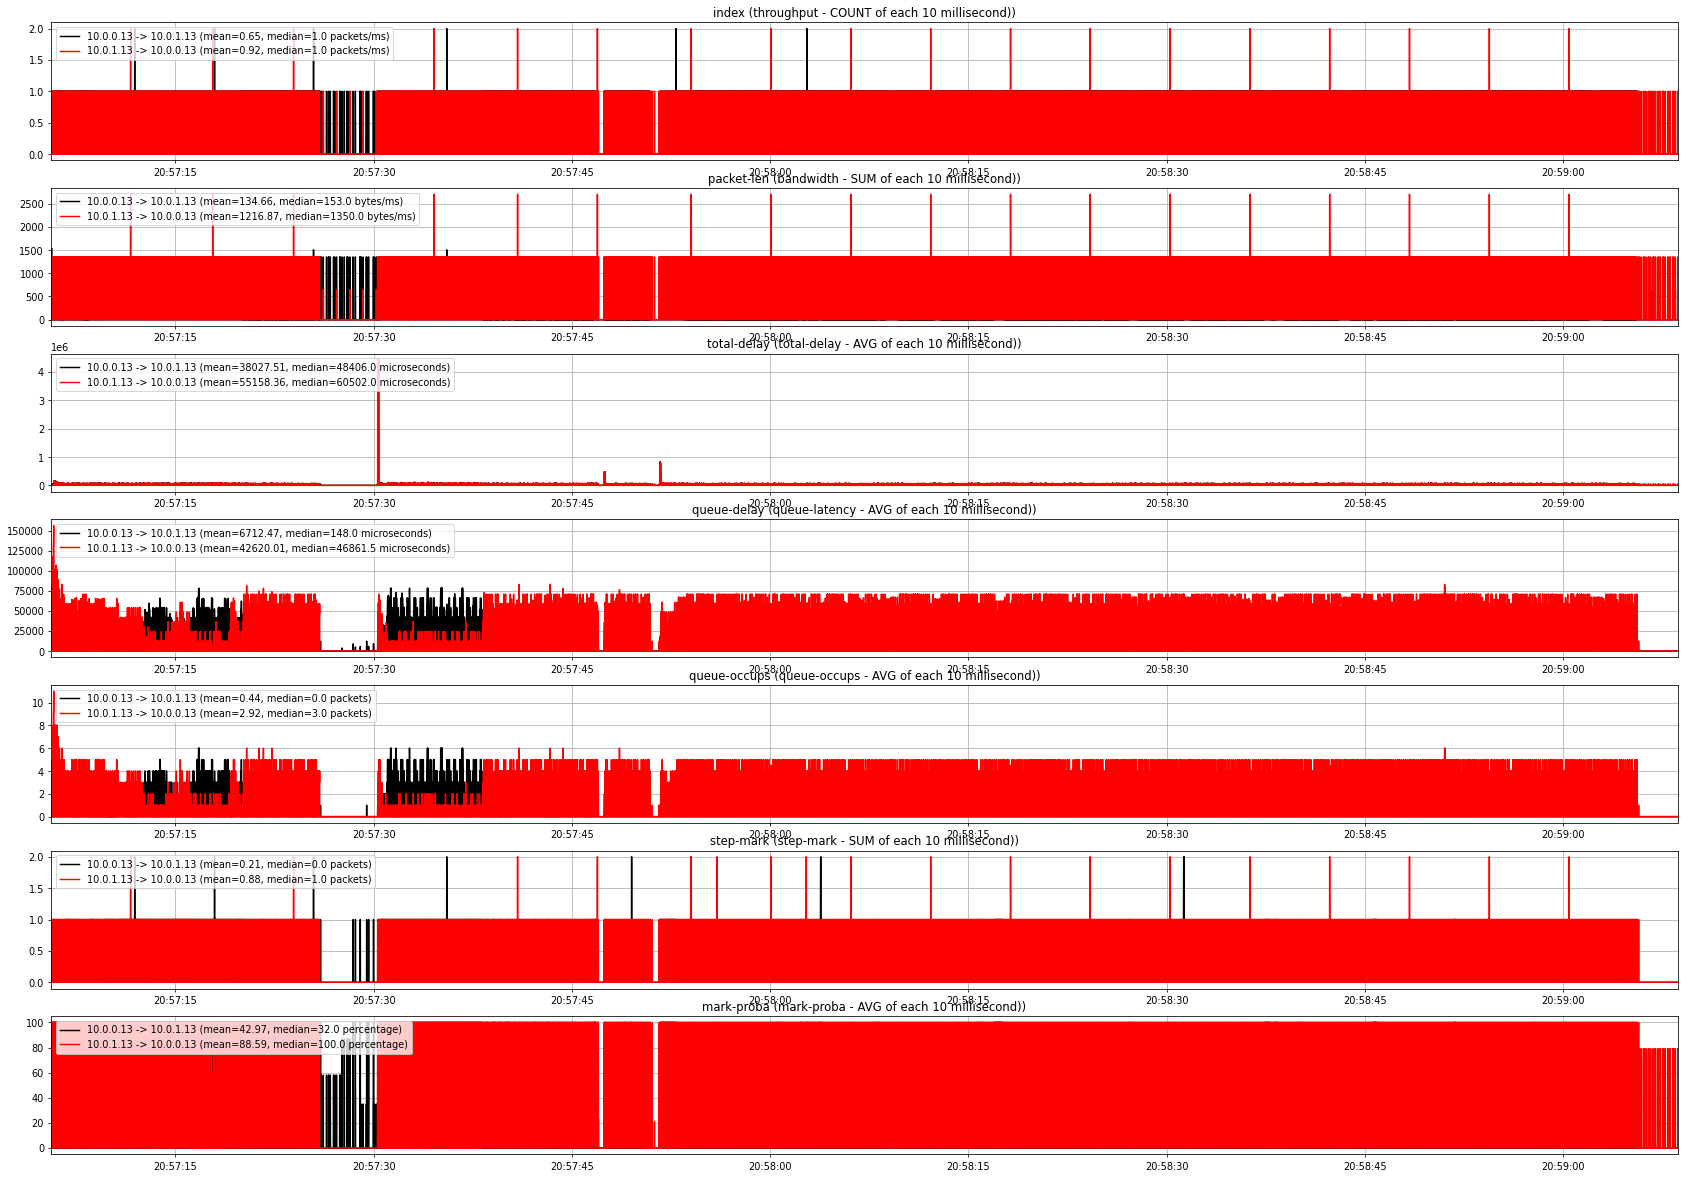 index (throughput - COUNT of each 10 millisecond))
2.0
10.0.0.13 -> 10.0.1.13 (mean=0.65, median=1.0 packets/ms)
10.0.1.13 -> 10.0.0.13 (mean=0.92, median=1.0 packets/ms)
1.5
1.0
0.5
0.0
20:57:15 20:57:30 20:57:45 20:58:00 20:58:15 20:58:30 20:58:45 20:59:00
packet-len (bandwidth - SUM of each 10 millisecond))
10.0.0.13 -> 10.0.1.13 (mean=134.66, median=153.0 bytes/ms)
2500
10.0.1.13 -> 10.0.0.13 (mean=1216.87, median=1350.0 bytes/ms)
2000
1500
1000
500
0
20:57:15 20:57:30 20:57:45 20:58:00 20:58:15 20:58:30 20:58:45 20:59:00
total-delay (total-delay - AVG of each 10 millisecond))
1e6
10.0.0.13 -> 10.0.1.13 (mean=38027.51, median=48406.0 microseconds)
4
10.0.1.13 -> 10.0.0.13 (mean=55158.36, median=60502.0 microseconds)
3
2
1
0
20:57:15 20:57:30 20:57:45 20:58:00 20:58:15 20:58:30 20:58:45 20:59:00
queue-delay (queue-latency - AVG of each 10 millisecond))
150000
10.0.0.13 -> 10.0.1.13 (mean=6712.47, median=148.0 microseconds)
10.0.1.13 -> 10.0.0.13 (mean=42620.01, median=46861.5 microseconds)
125000
100000
75000
50000
25000
0
20:57:15 20:57:30 20:57:45 20:58:00 20:58:15 20:58:30 20:58:45 20:59:00
queue-occups (queue-occups - AVG of each 10 millisecond))
10.0.0.13 -> 10.0.1.13 (mean=0.44, median=0.0 packets)
10
10.0.1.13 -> 10.0.0.13 (mean=2.92, median=3.0 packets)
8
6
4
2
0
20:57:15 20:57:30 20:57:45 20:58:00 20:58:15 20:58:30 20:58:45 20:59:00
step-mark (step-mark - SUM of each 10 millisecond))
2.0
10.0.0.13 -> 10.0.1.13 (mean=0.21, median=0.0 packets)
10.0.1.13 -> 10.0.0.13 (mean=0.88, median=1.0 packets)
1.5
1.0
0.5
0.0
20:57:15 20:57:30 20:57:45 20:58:00 20:58:15 20:58:30 20:58:45 20:59:00
mark-proba (mark-proba - AVG of each 10 millisecond))
100
10.0.0.13 -> 10.0.1.13 (mean=42.97, median=32.0 percentage)
10.0.1.13 -> 10.0.0.13 (mean=88.59, median=100.0 percentage)
80
60
40
20
0
20:57:15 20:57:30 20:57:45 20:58:00 20:58:15 20:58:30 20:58:45 20:59:00